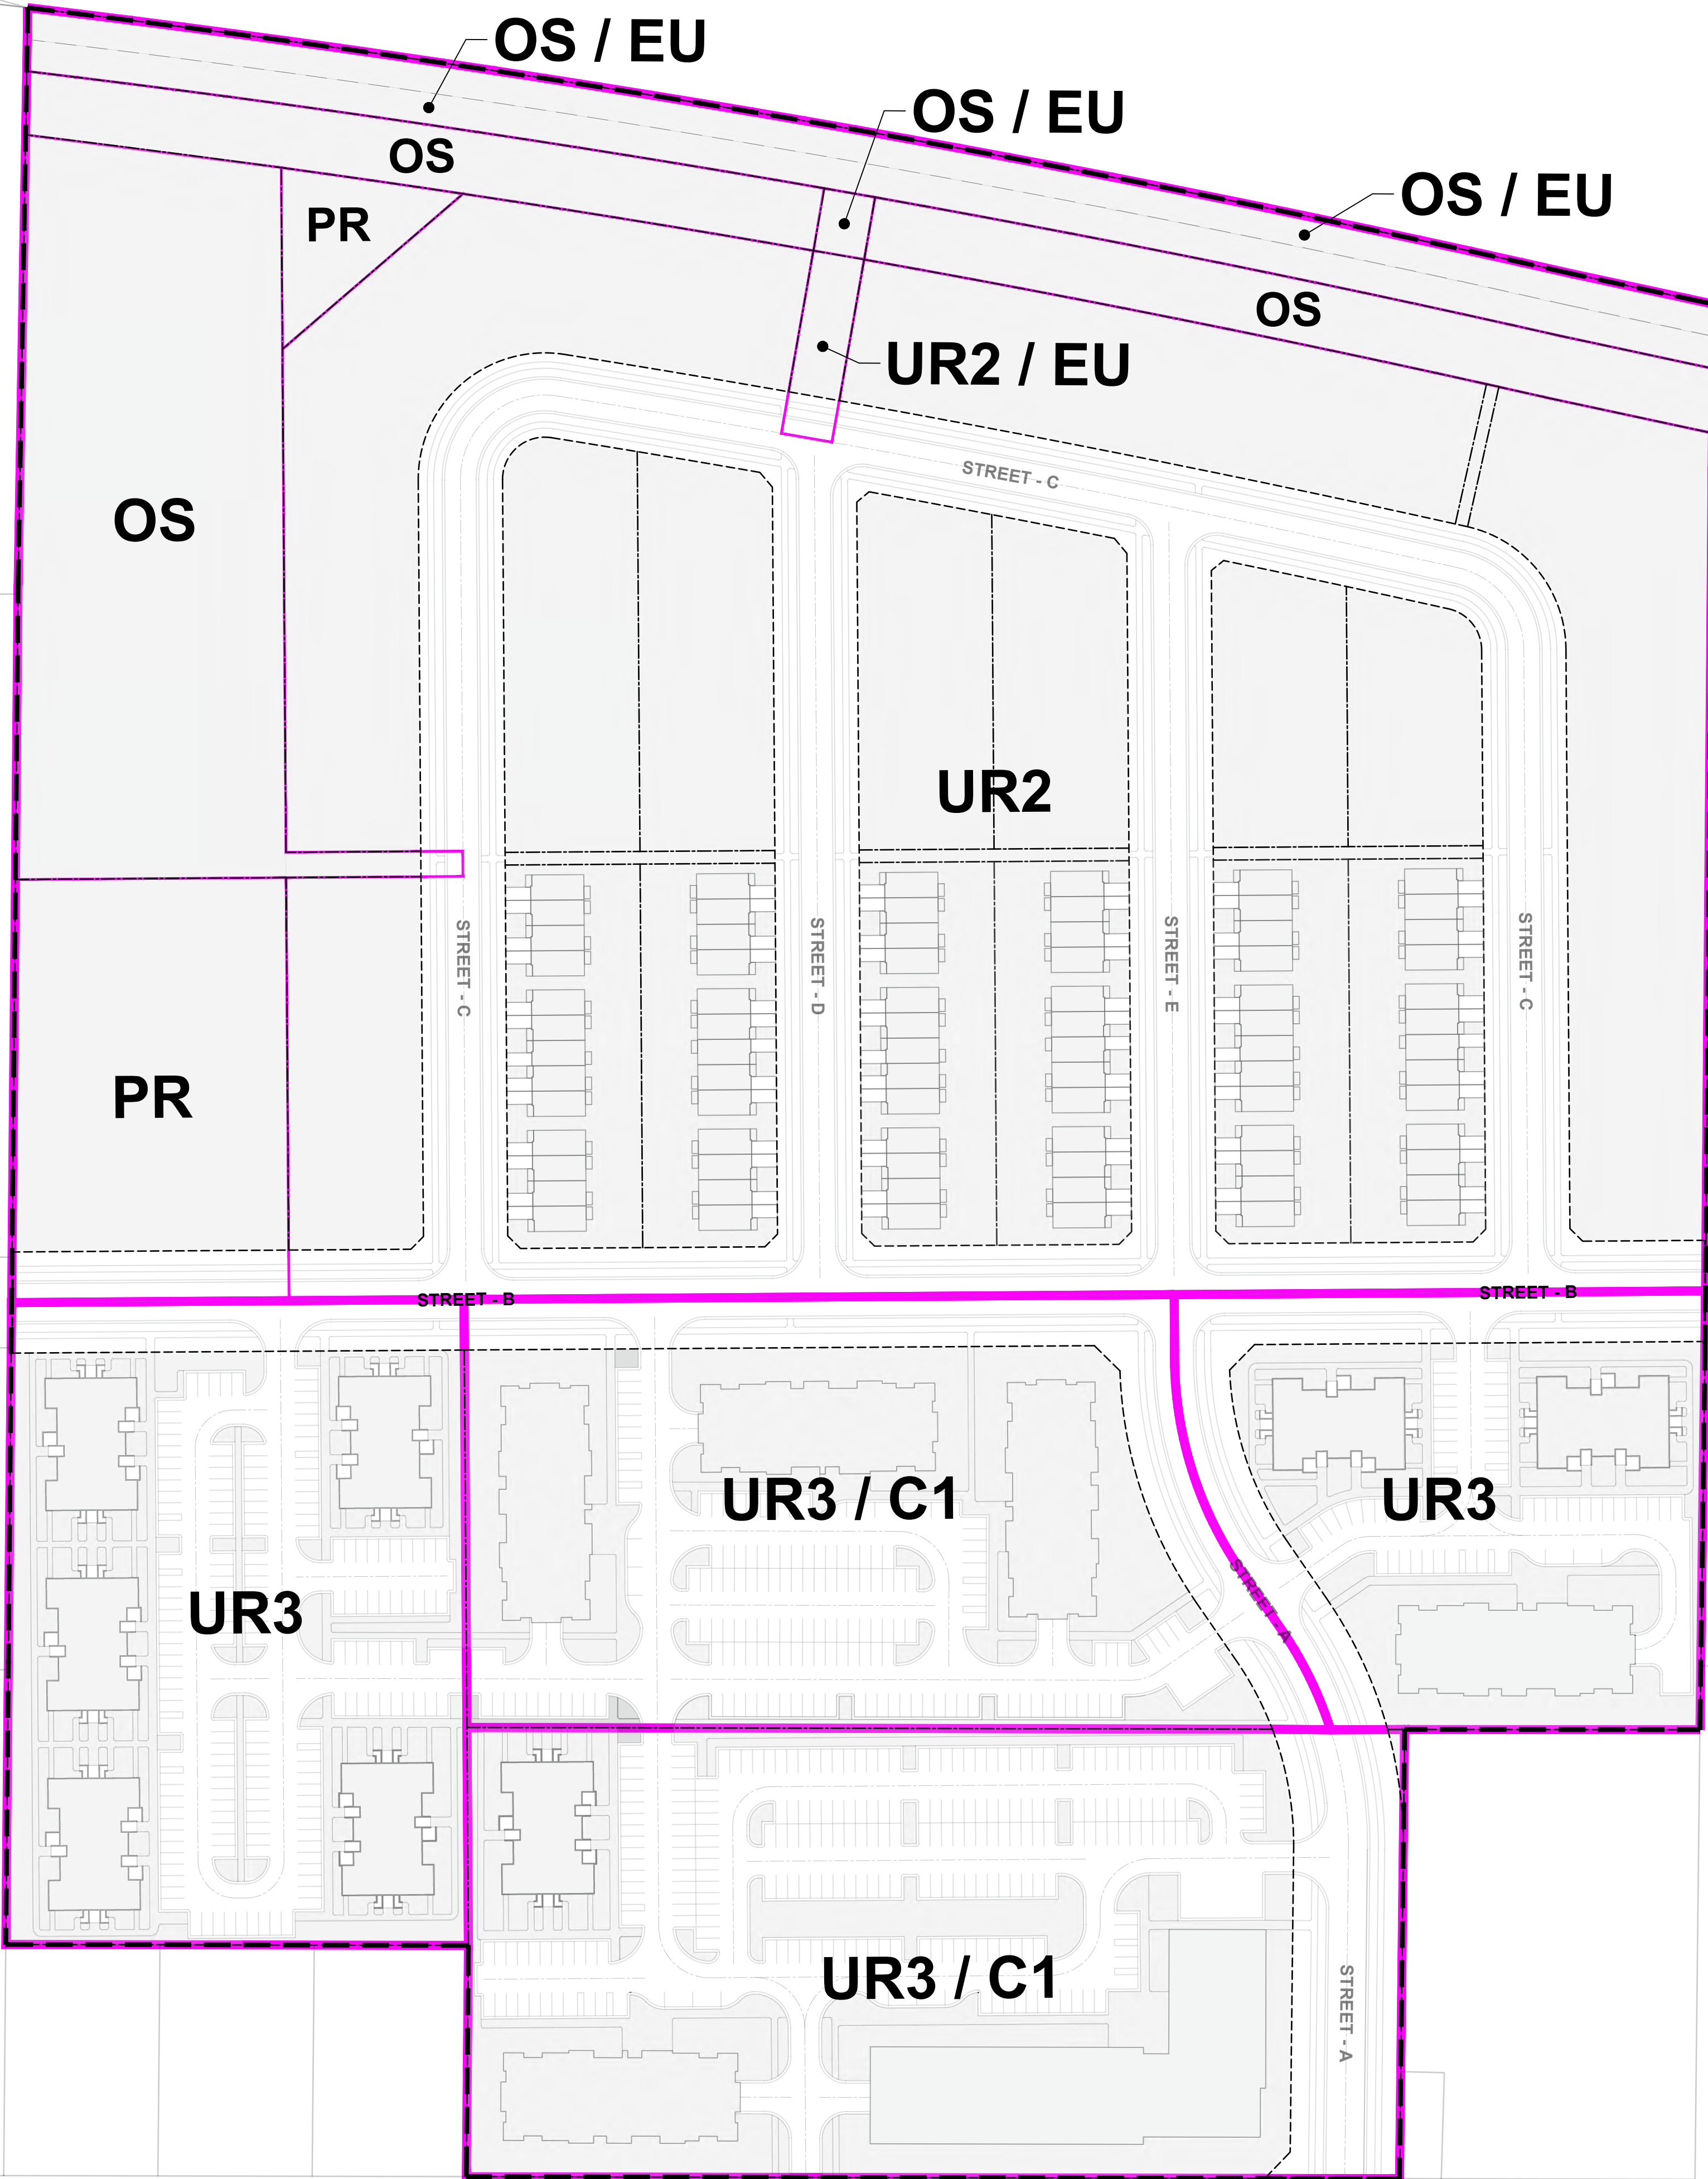 OS / EU
OS / EU
OS
OS / EU
PR
OS
UR2 / EU
STREET - C
OS
UR2
STREET - C
STREET - D
STREET - E
STREET - C
PR
STREET - B
STREET - B
UR3 / C1
UR3
UR3
STREET - A
UR3 / C1
STREET - A